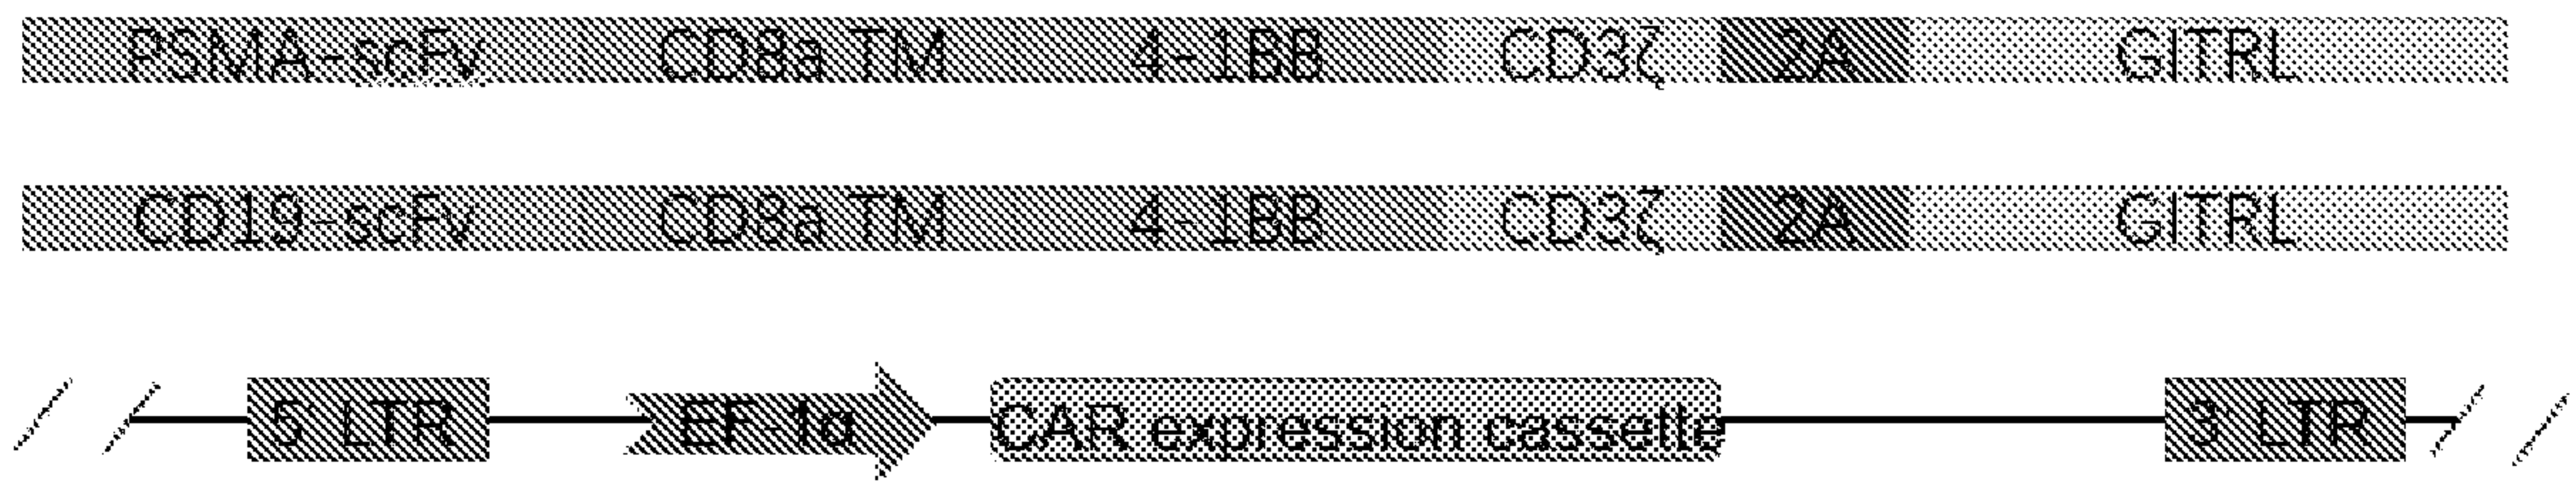 PSMA-scFv CD8a TM 4-1BB CD3ζ 2A GITRL
CD19-scFv CD8a TM 4-1BB CD3ζ 2A GITRL
5' LTR EF-1α CAR expression cassette 3' LTR